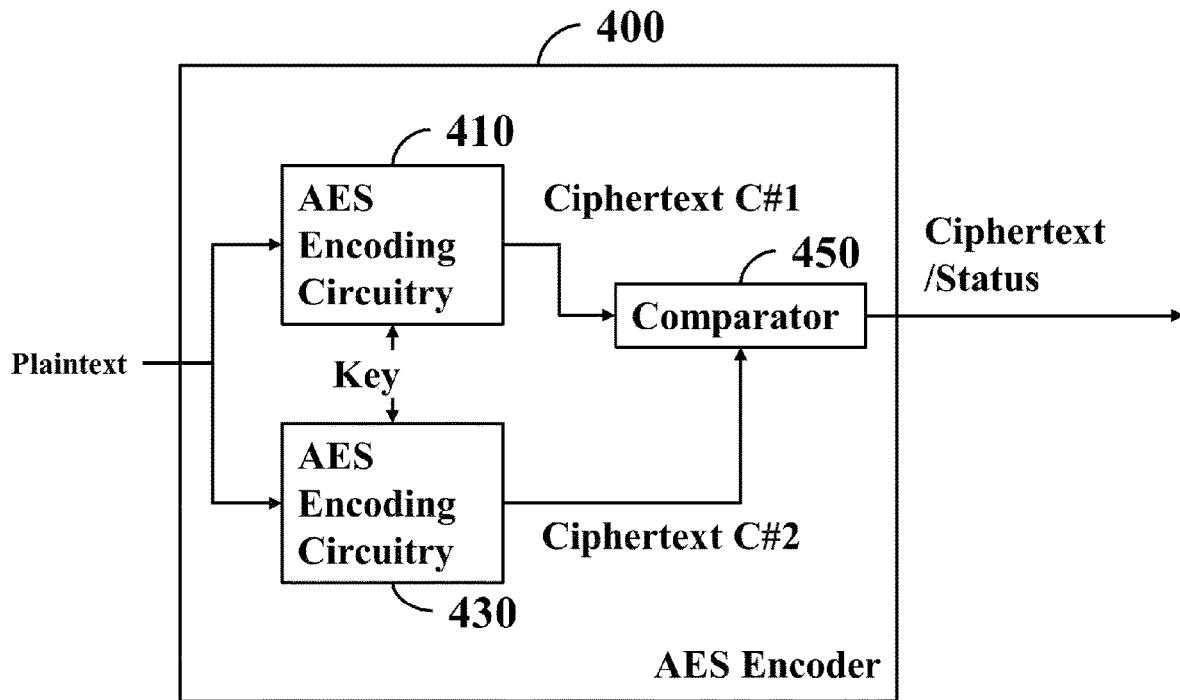 400
410
AES
Encoding
Circuitry
Ciphertext C#1
450
Comparator
Ciphertext
/Status
Plaintext
Key
AES
Encoding
Circuitry
Ciphertext C#2
430
AES Encoder